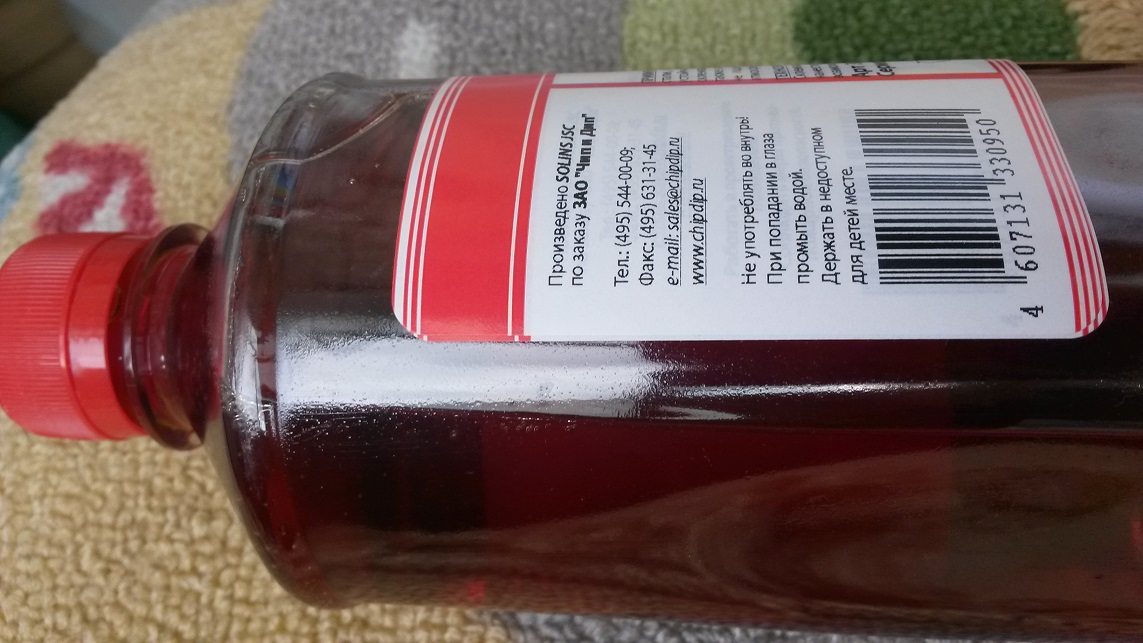 Произведено SOLINS JSC
по заказу ЗАО "Чип и Дип"
Тел.: (495) 544-00-09;
Факс: (495) 631-31-45
e-mail: sales@chipdip.ru
www.chipdip.ru
Не употреблять во внутрь!
При попадании в глаза
промыть водой.
Держать в недоступном
для детей месте.
4 607131 330950